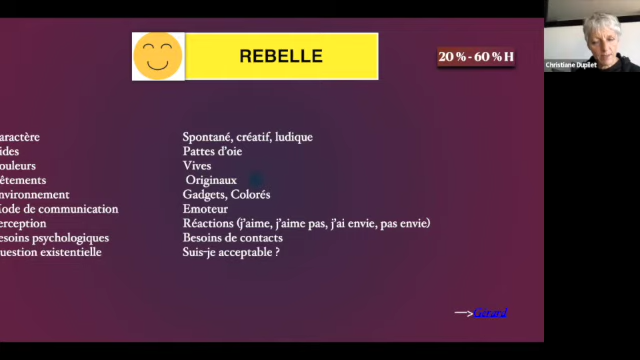 REBELLE
20 % - 60 % H
Christiane Dupilet
aractère Spontané, créatif, ludique
ides Pattes d'oie
ouleurs Vives
êtements Originaux
nvironnement Gadgets, Colorés
ode de communication Emoteur
erception Réactions (j'aime, j'aime pas, j'ai envie, pas envie)
esoins psychologiques Besoins de contacts
uestion existentielle Suis-je acceptable ?
—>Gérard